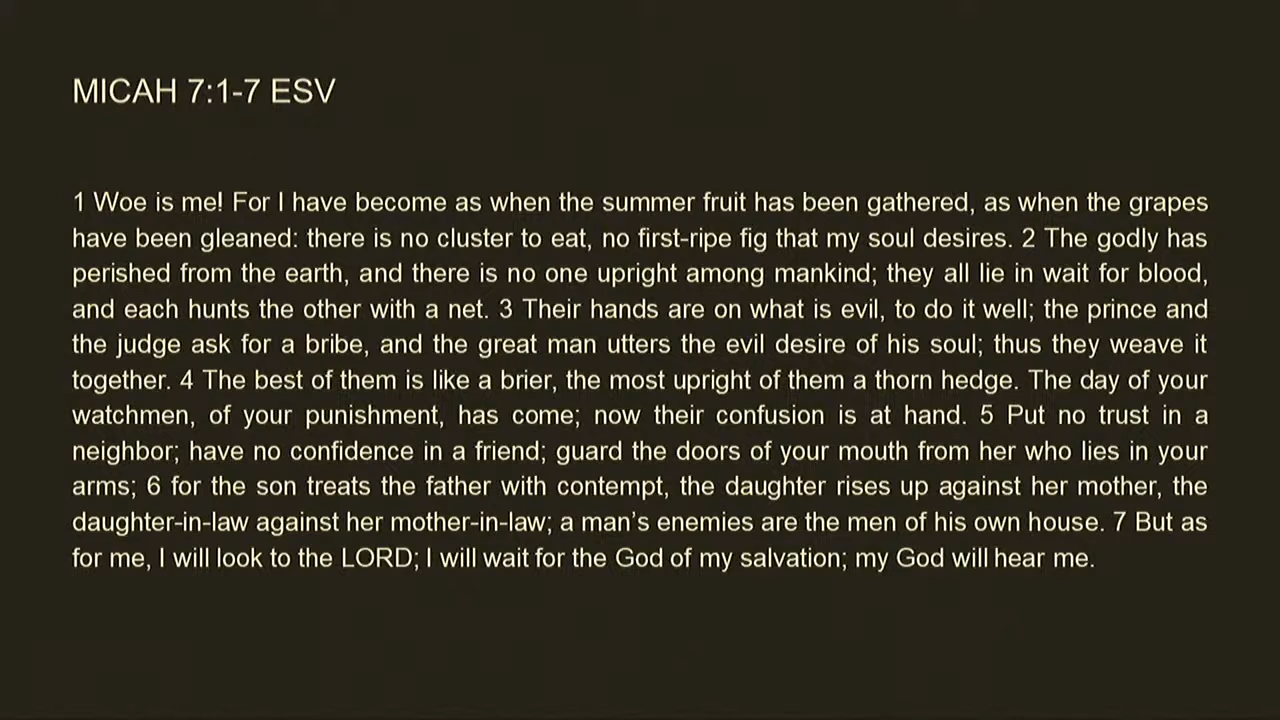 MICAH 7:1-7 ESV
1 Woe is me! For I have become as when the summer fruit has been gathered, as when the grapes
have been gleaned: there is no cluster to eat, no first-ripe fig that my soul desires. 2 The godly has
perished from the earth, and there is no one upright among mankind; they all lie in wait for blood,
and each hunts the other with a net. 3 Their hands are on what is evil, to do it well; the prince and
the judge ask for a bribe, and the great man utters the evil desire of his soul; thus they weave it
together. 4 The best of them is like a brier, the most upright of them a thorn hedge. The day of your
watchmen, of your punishment, has come; now their confusion is at hand. 5 Put no trust in a
neighbor; have no confidence in a friend; guard the doors of your mouth from her who lies in your
arms; 6 for the son treats the father with contempt, the daughter rises up against her mother, the
daughter-in-law against her mother-in-law; a man’s enemies are the men of his own house. 7 But as
for me, I will look to the LORD; I will wait for the God of my salvation; my God will hear me.